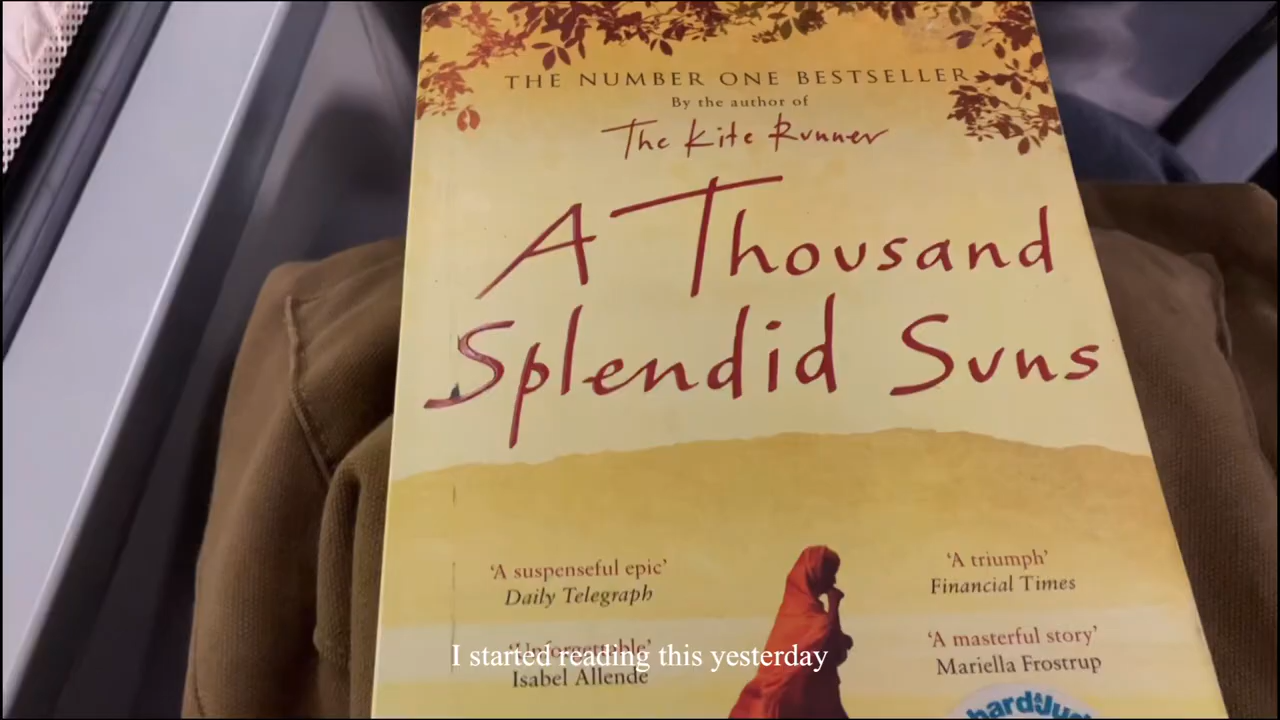 THE NUMBER ONE BESTSELLER
By the author of
The Kite Runner
A Thousand
Splendid Suns
'A suspenseful epic'
Daily Telegraph
'A triumph'
Financial Times
'Unforgettable'
Isabel Allende
'A masterful story'
Mariella Frostrup
I started reading this yesterday